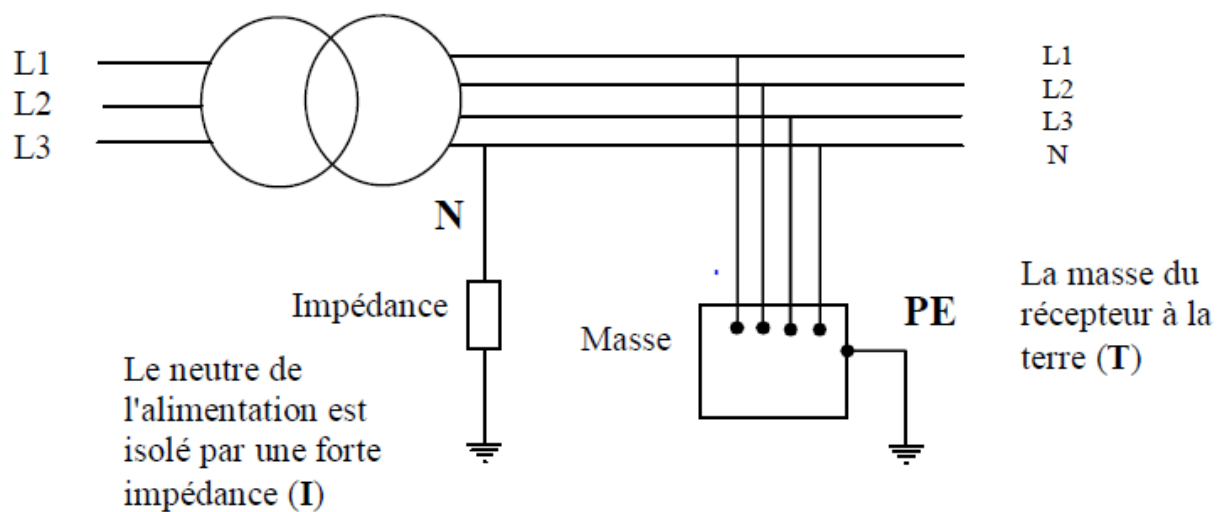 L1
L2
L3
L1
L2
L3
N
N
Impédance
Masse
PE
La masse du
récepteur à la
terre (T)
Le neutre de
l'alimentation est
isolé par une forte
impédance (I)